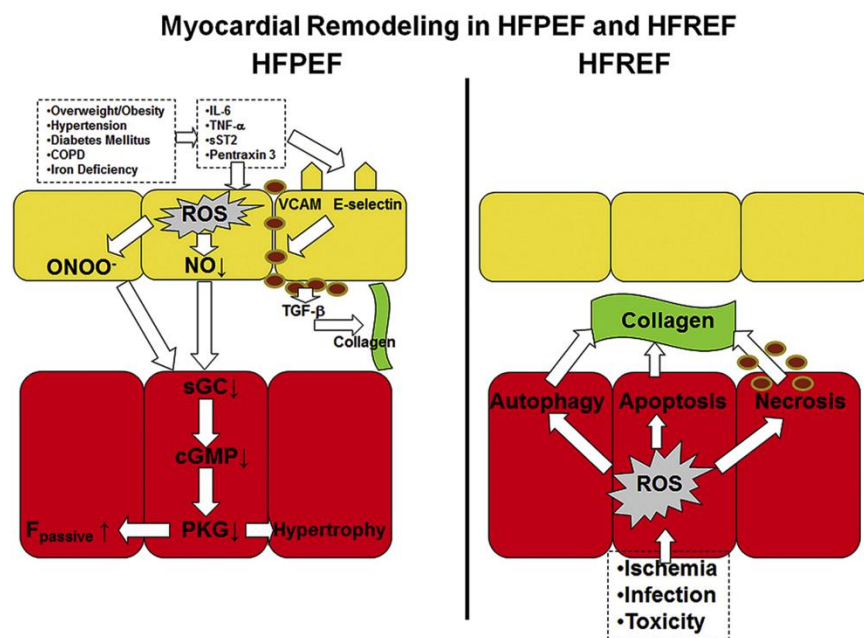 Myocardial Remodeling in HFPEF and HFREF
HFPEF
HFREF
•Overweight/Obesity
•Hypertension
•Diabetes Mellitus
•COPD
•Iron Deficiency
•IL-6
•TNF-α
•sST2
•Pentraxin 3
VCAM
E-selectin
ROS
ONOO-
NO↓
TGF-β
Collagen
sGC↓
cGMP↓
Fpassive ↑
PKG↓
Hypertrophy
Collagen
Autophagy
Apoptosis
Necrosis
ROS
•Ischemia
•Infection
•Toxicity